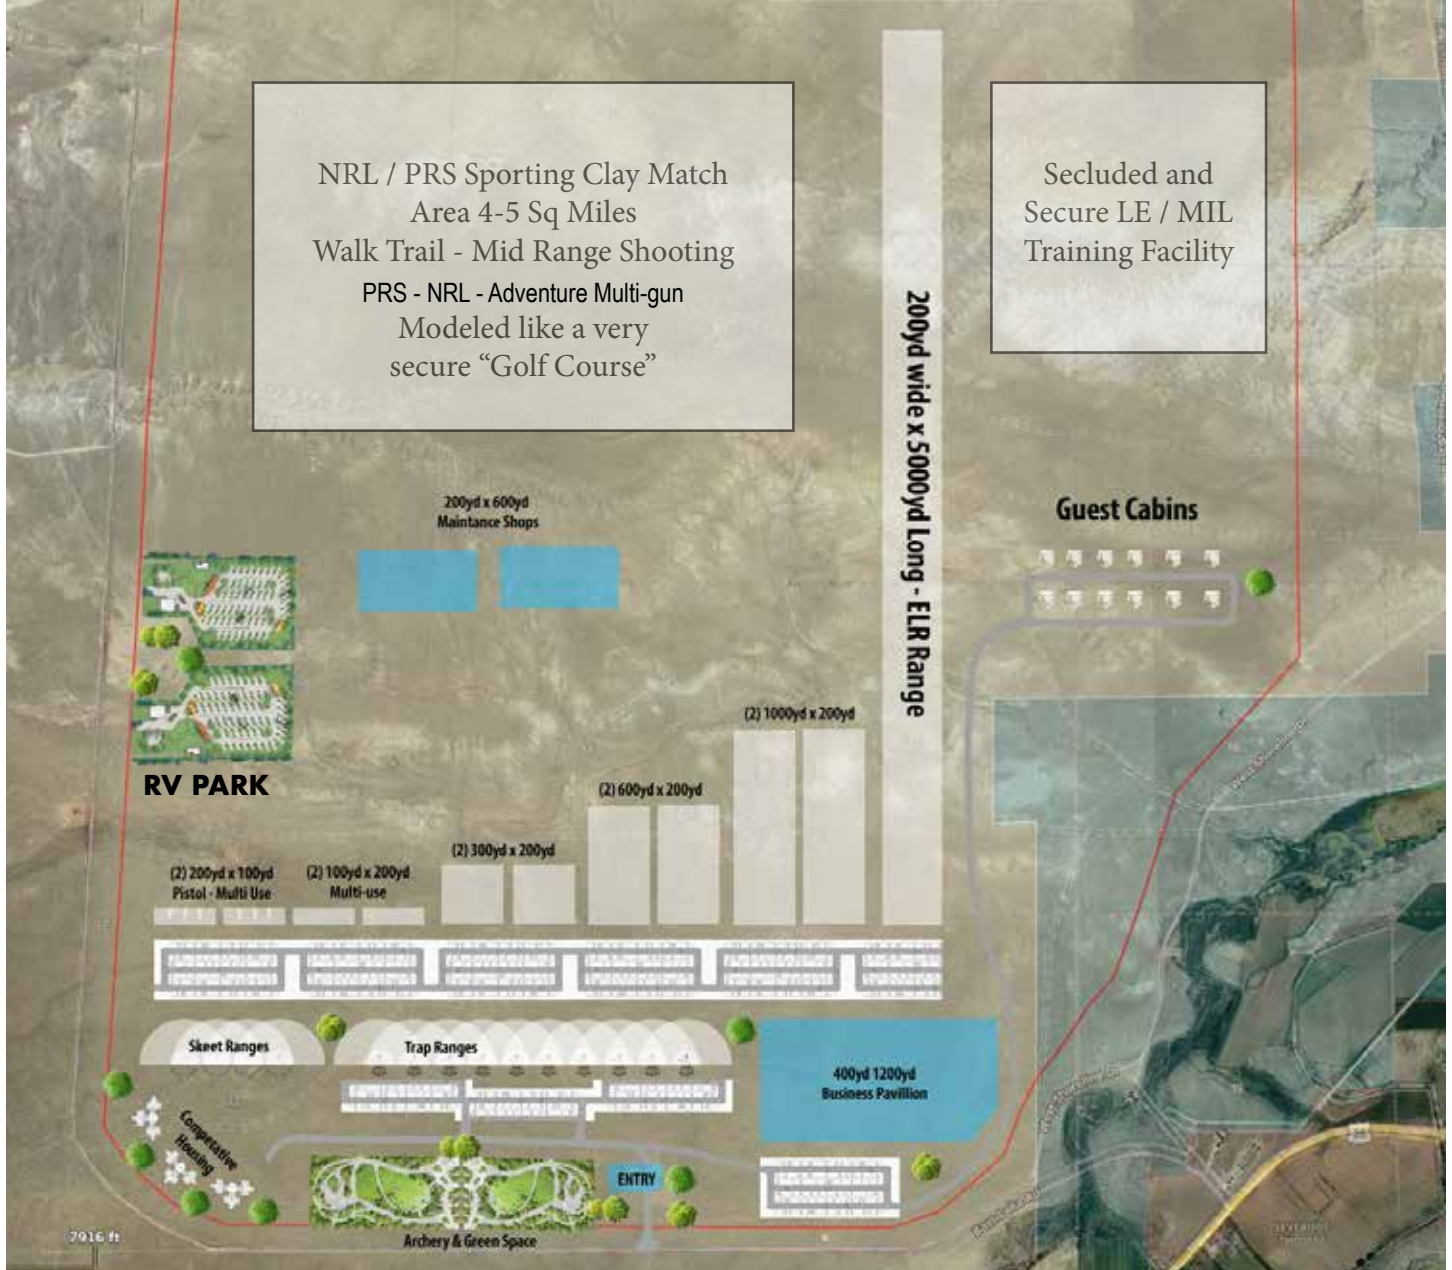 NRL / PRS Sporting Clay Match
Area 4-5 Sq Miles
Walk Trail - Mid Range Shooting
PRS - NRL - Adventure Multi-gun
Modeled like a very
secure “Golf Course”
Secluded and
Secure LE / MIL
Training Facility
200yd wide x 5000yd Long - ELR Range
200yd x 600yd
Maintance Shops
Guest Cabins
RV PARK
(2) 1000yd x 200yd
(2) 600yd x 200yd
(2) 300yd x 200yd
(2) 200yd x 100yd
Pistol - Multi Use
(2) 100yd x 200yd
Multi-use
Skeet Ranges
Trap Ranges
400yd 1200yd
Business Pavillion
Competative
Housing
ENTRY
Archery & Green Space
7916 ft